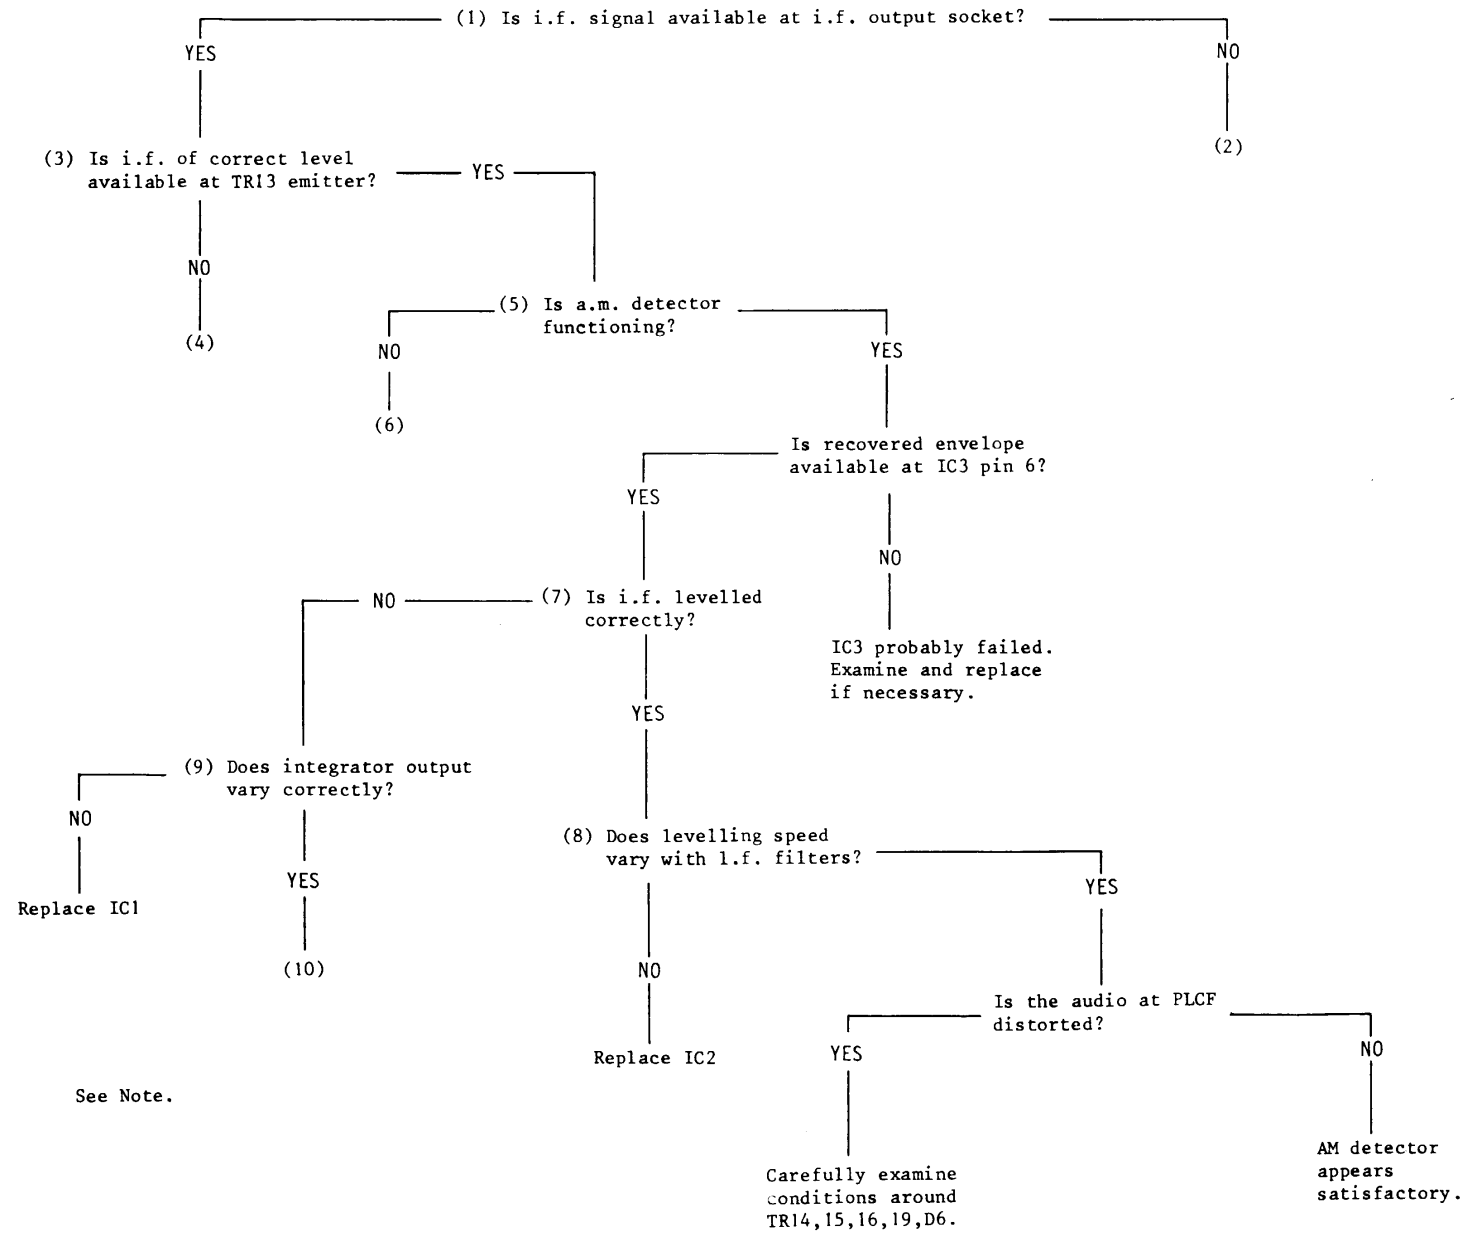 (1) Is i.f. signal available at i.f. output socket?
YES
NO
(2)
(3) Is i.f. of correct level
available at TR13 emitter?
YES
NO
(4)
(5) Is a.m. detector
functioning?
NO
YES
(6)
Is recovered envelope
available at IC3 pin 6?
YES
NO
IC3 probably failed.
Examine and replace
if necessary.
(7) Is i.f. levelled
correctly?
NO
YES
(9) Does integrator output
vary correctly?
NO
Replace IC1
YES
(10)
(8) Does levelling speed
vary with l.f. filters?
YES
NO
Replace IC2
Is the audio at PLCF
distorted?
YES
NO
Carefully examine
conditions around
TR14,15,16,19,D6.
AM detector
appears
satisfactory.
See Note.